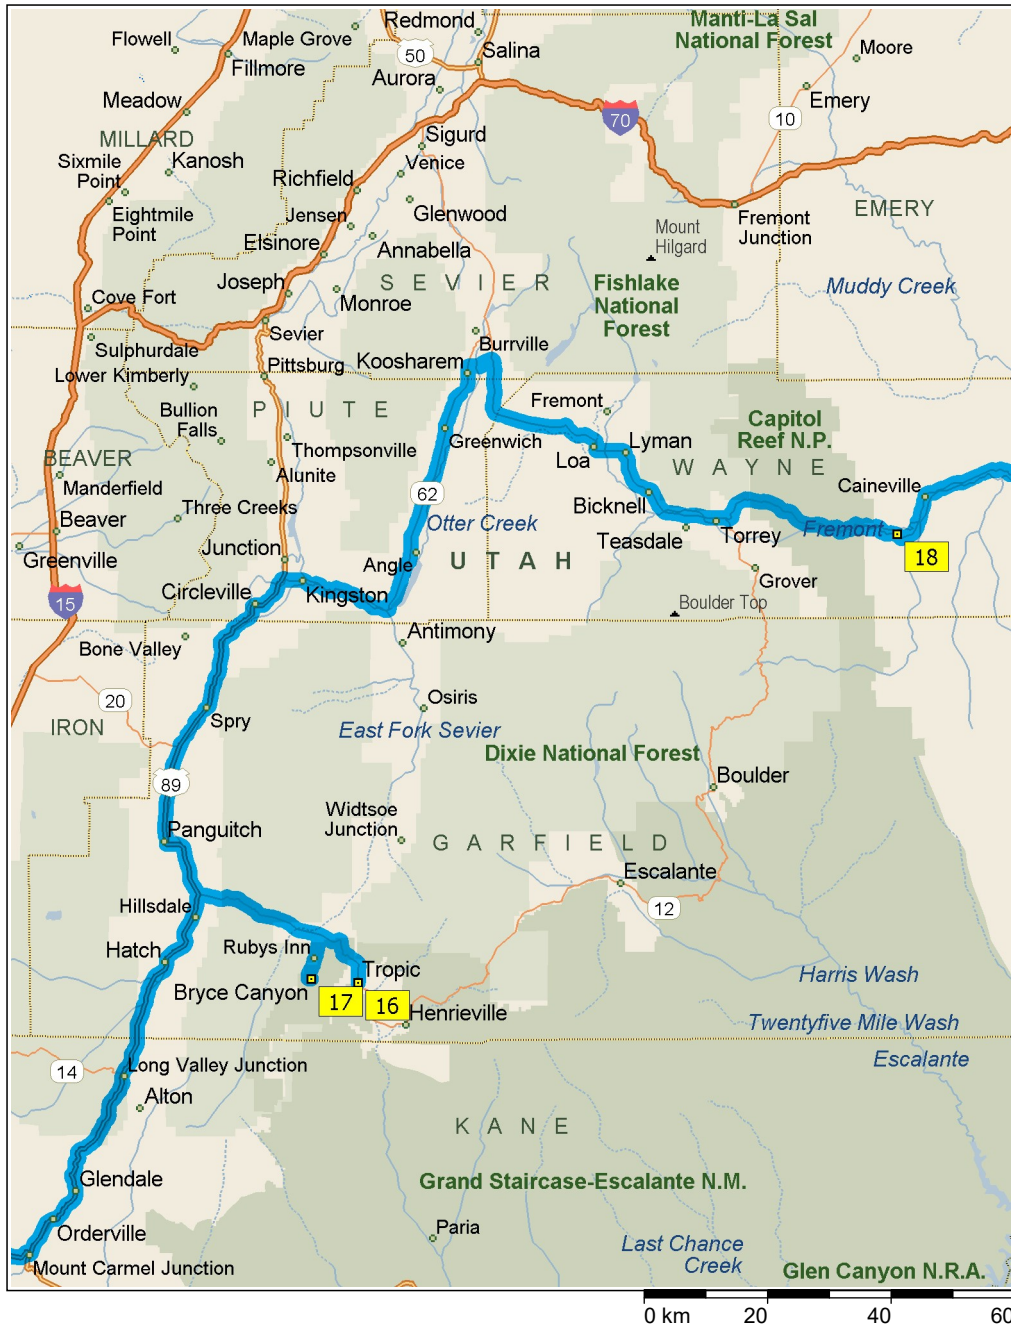 Redmond
Manti-La Sal
National Forest
Flowell
Maple Grove
Salina
50
Moore
Fillmore
Aurora
Emery
Meadow
70
10
MILLARD
Sigurd
Sixmile
Point
Kanosh
Venice
Richfield
Eightmile
Point
Jensen
Glenwood
Fremont
Junction
EMERY
Mount
Hilgard
Elsinore
Annabella
Joseph
SEVIER
Fishlake
National
Forest
Muddy Creek
Cove Fort
Monroe
Sevier
Sulphurdale
Burrville
Koosharem
Pittsburg
Lower Kimberly
Fremont
Bullion
Falls
PIUTE
Capitol
Reef N.P.
Thompsonville
Greenwich
Lyman
Loa
WAYNE
BEAVER
Alunite
Manderfield
62
Caineville
Three Creeks
Bicknell
Beaver
Otter Creek
Teasdale
Torrey
Fremont
Greenville
Junction
Angle
UTAH
18
Circleville
Kingston
Grover
15
Boulder Top
Bone Valley
Antimony
20
Osiris
Spry
IRON
East Fork Sevier
Dixie National Forest
89
Boulder
Widtsoe
Junction
Panguitch
GARFIELD
Escalante
Hillsdale
12
Hatch
Rubys Inn
Tropic
Harris Wash
Bryce Canyon
17
16
Henrieville
Twentyfive Mile Wash
Escalante
14
Long Valley Junction
Alton
KANE
Glendale
Grand Staircase-Escalante N.M.
Orderville
Paria
Last Chance
Creek
Mount Carmel Junction
Glen Canyon N.R.A.
0 km 20 40 60